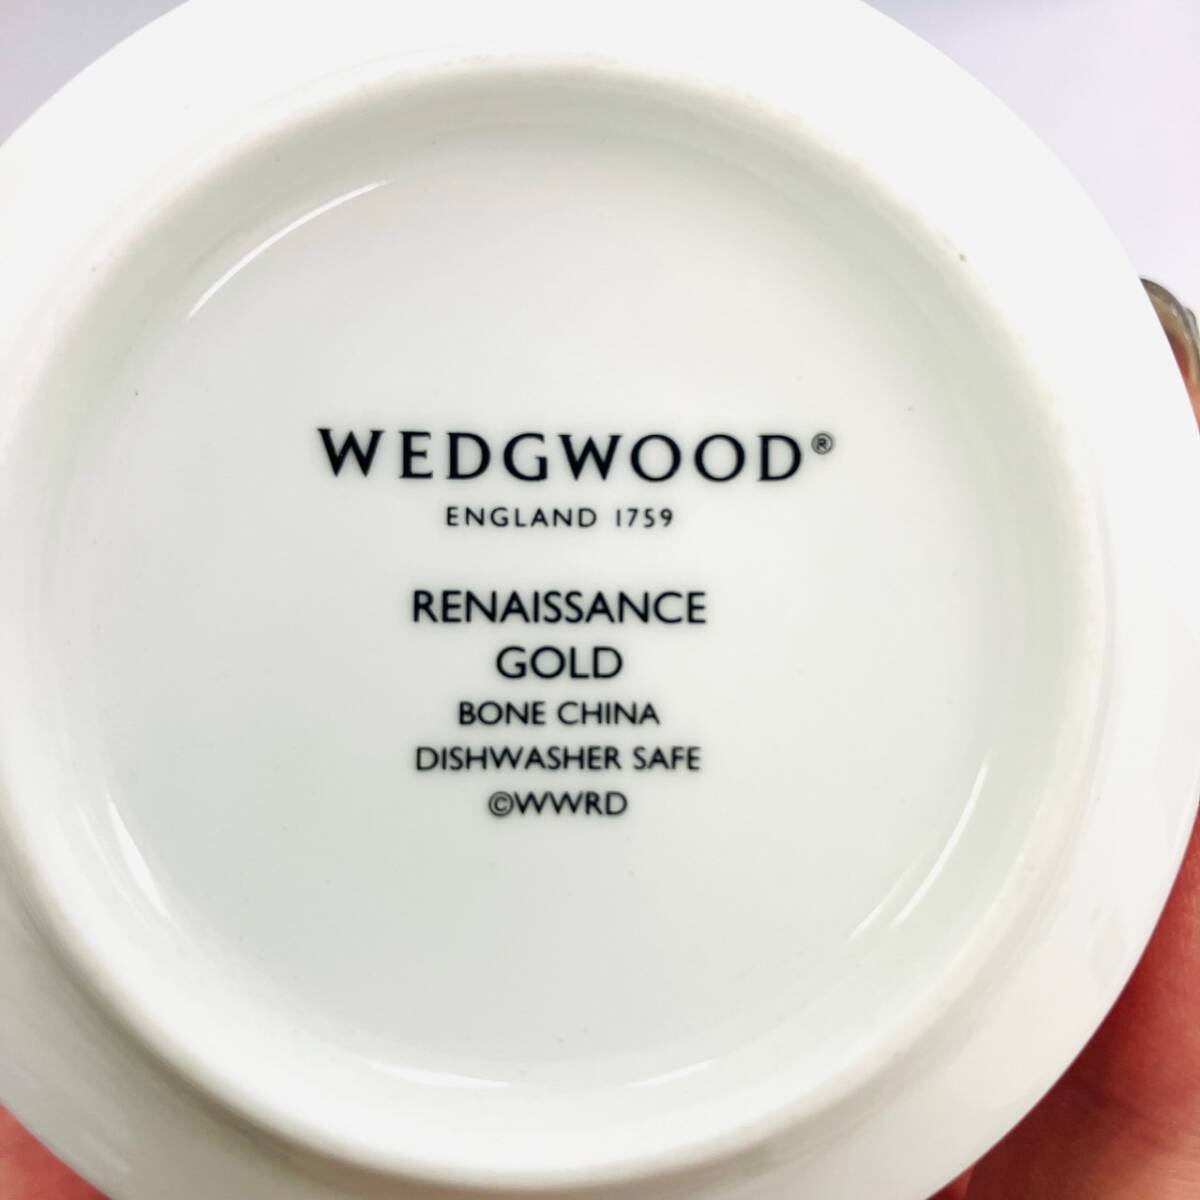 WEDGWOOD®
ENGLAND 1759
RENAISSANCE
GOLD
BONE CHINA
DISHWASHER SAFE
©WWRD